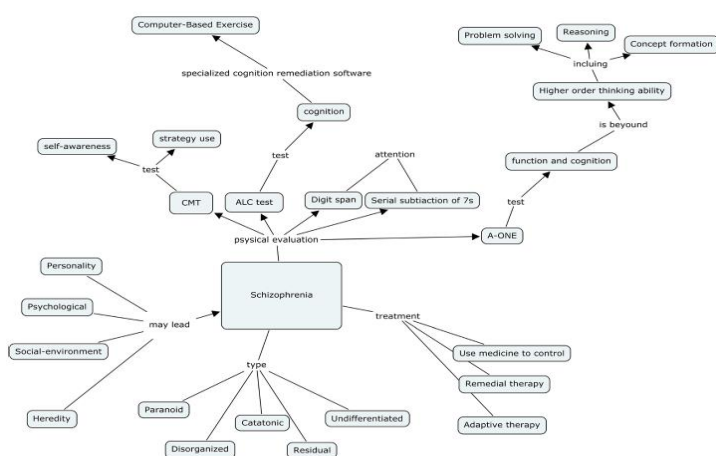 Computer-Based Exercise
Problem solving
Reasoning
Concept formation
incluing
specialized cognition remediation software
Higher order thinking ability
cognition
is beyound
self-awareness
strategy use
test
test
attention
function and cognition
CMT
ALC test
Digit span
Serial subtiaction of 7s
test
psysical evaluation
A-ONE
Personality
Schizophrenia
Psychological
may lead
treatment
Social-environment
Use medicine to control
type
Remedial therapy
Heredity
Paranoid
Catatonic
Undifferentiated
Adaptive therapy
Disorganized
Residual